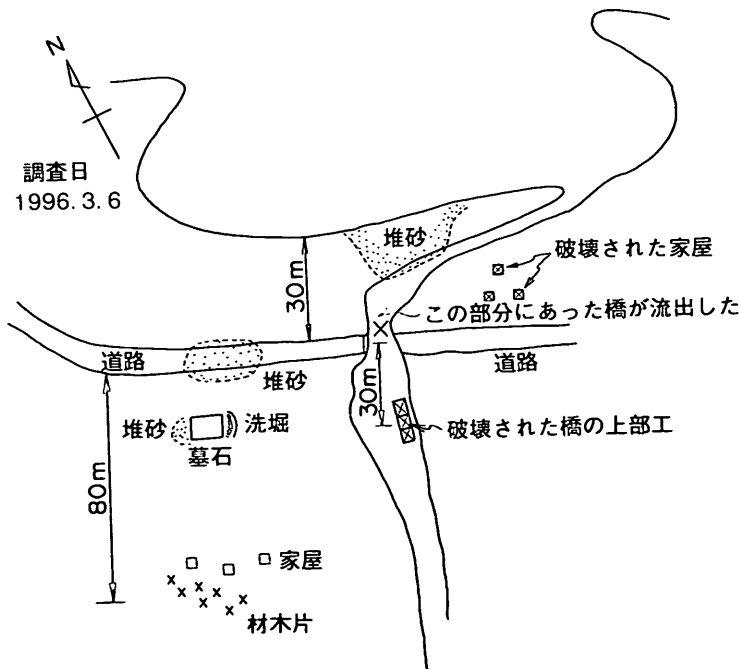 N
調査日
1996.3.6
堆砂
30m
破壊された家屋
この部分にあった橋が流出した
道路
堆砂
道路
30m
堆砂
洗堀
墓石
破壊された橋の上部工
80m
家屋
材木片